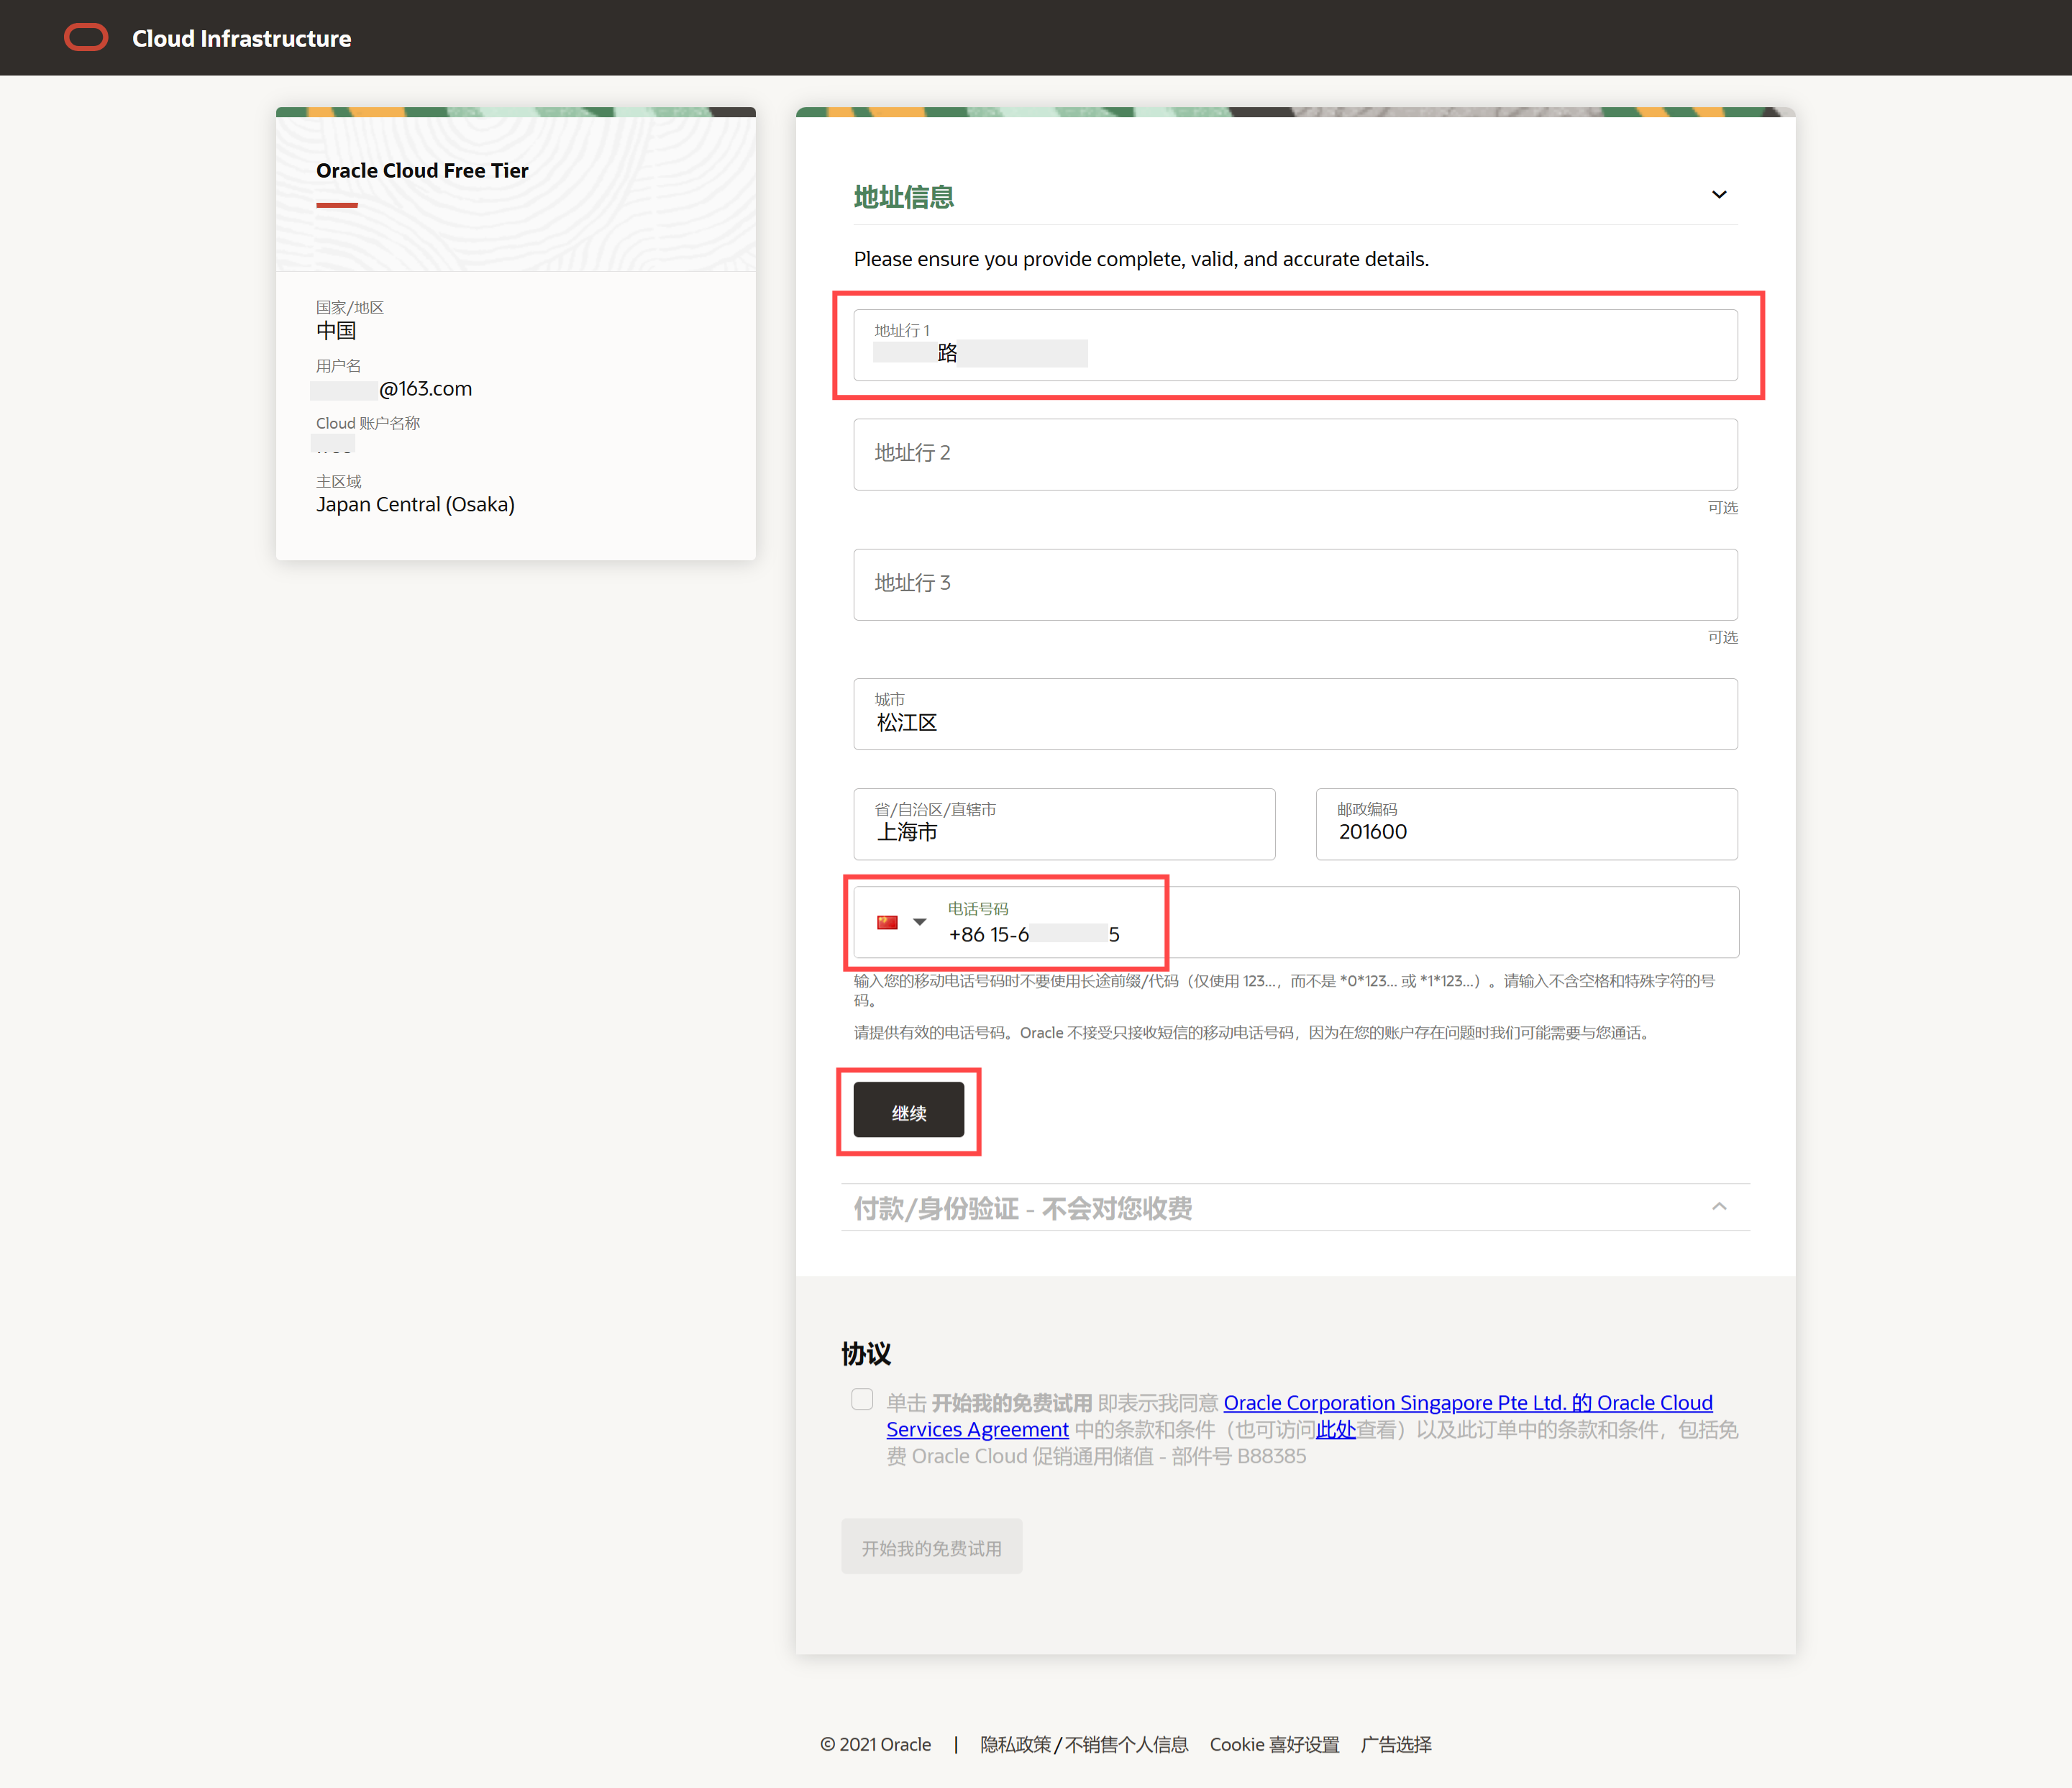 Cloud Infrastructure
Oracle Cloud Free Tier
国家/地区
中国
用户名
@163.com
Cloud 账户名称
主区域
Japan Central (Osaka)
地址信息
Please ensure you provide complete, valid, and accurate details.
地址行 1
路
地址行 2
可选
地址行 3
可选
城市
松江区
省/自治区/直辖市
上海市
邮政编码
201600
电话号码
+86 15-6 5
输入您的移动电话号码时不要使用长途前缀/代码（仅使用 123...，而不是 *0*123... 或 *1*123...）。请输入不含空格和特殊字符的号
码。
请提供有效的电话号码。Oracle 不接受只接收短信的移动电话号码，因为在您的账户存在问题时我们可能需要与您通话。
继续
付款/身份验证 - 不会对您收费
协议
单击 开始我的免费试用 即表示我同意 Oracle Corporation Singapore Pte Ltd. 的 Oracle Cloud
Services Agreement 中的条款和条件（也可访问此处查看）以及此订单中的条款和条件，包括免
费 Oracle Cloud 促销通用储值 - 部件号 B88385
开始我的免费试用
© 2021 Oracle | 隐私政策/不销售个人信息 Cookie 喜好设置 广告选择